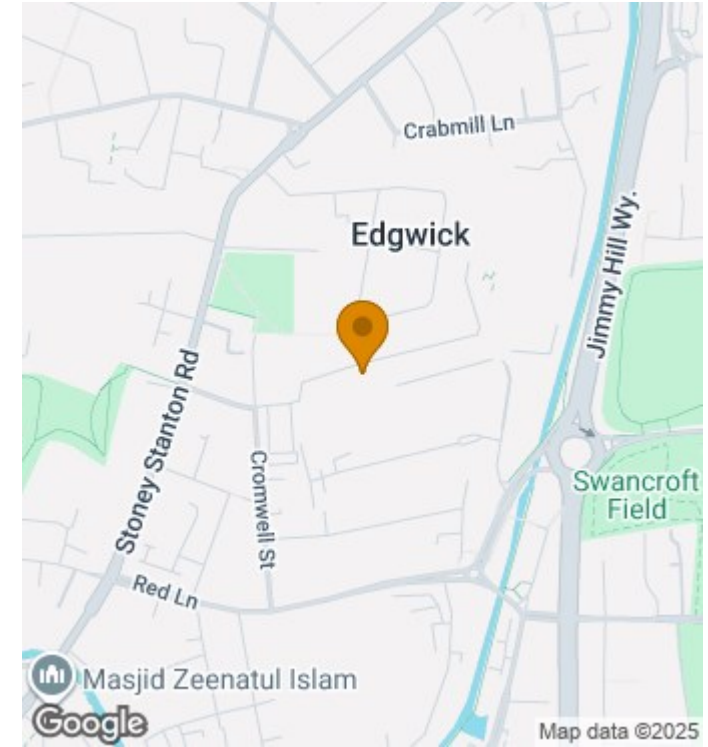 Crabmill Ln
Edgwick
Jimmy Hill Wy.
Stoney Stanton Rd
Cromwell St
Swancroft
Field
Red Ln
Masjid Zeenatul Islam
Google
Map data ©2025